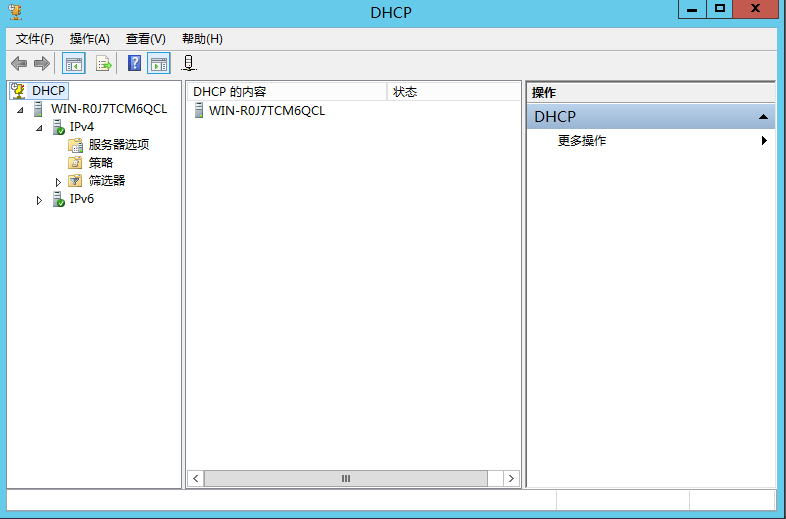 DHCP
文件(F) 操作(A) 查看(V) 帮助(H)
DHCP
WIN-R0J7TCM6QCL
IPv4
服务器选项
策略
筛选器
IPv6
DHCP 的内容 状态
WIN-R0J7TCM6QCL
操作
DHCP
更多操作